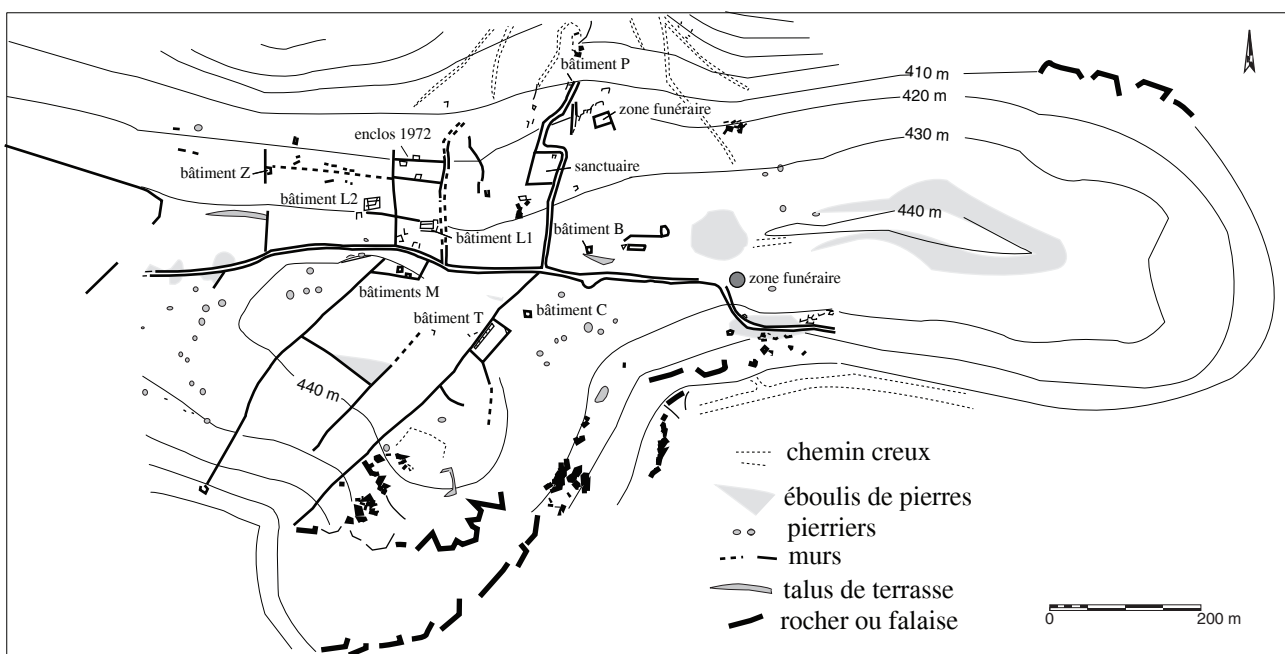 410 m
bâtiment P
420 m
zone funéraire
enclos 1972
430 m
bâtiment Z
sanctuaire
bâtiment L2
440 m
bâtiment L1
bâtiment B
zone funéraire
bâtiments M
bâtiment T
bâtiment C
440 m
chemin creux
éboulis de pierres
pierriers
murs
talus de terrasse
rocher ou falaise
0
200 m